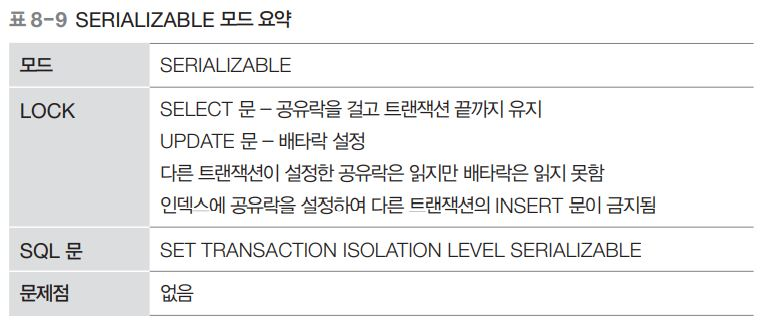 표 8-9 SERIALIZABLE 모드 요약
모드 SERIALIZABLE
LOCK SELECT 문 – 공유락을 걸고 트랜잭션 끝까지 유지
UPDATE 문 – 배타락 설정
다른 트랜잭션이 설정한 공유락은 읽지만 배타락은 읽지 못함
인덱스에 공유락을 설정하여 다른 트랜잭션의 INSERT 문이 금지됨
SQL 문 SET TRANSACTION ISOLATION LEVEL SERIALIZABLE
문제점 없음